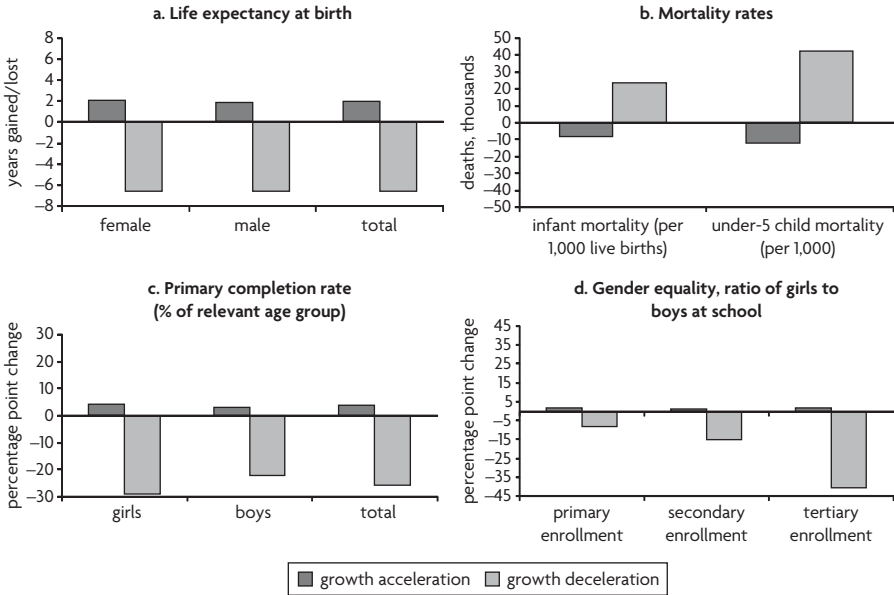 a. Life expectancy at birth
years gained/lost
8
6
4
2
0
–2
–4
–6
–8
female male total
b. Mortality rates
deaths, thousands
50
40
30
20
10
0
–10
–20
–30
–40
–50
infant mortality (per
1,000 live births)
under-5 child mortality
(per 1,000)
c. Primary completion rate
(% of relevant age group)
percentage point change
30
20
10
0
–10
–20
–30
girls boys total
d. Gender equality, ratio of girls to
boys at school
percentage point change
45
35
25
15
5
–5
–15
–25
–35
–45
primary
enrollment
secondary
enrollment
tertiary
enrollment
growth acceleration growth deceleration